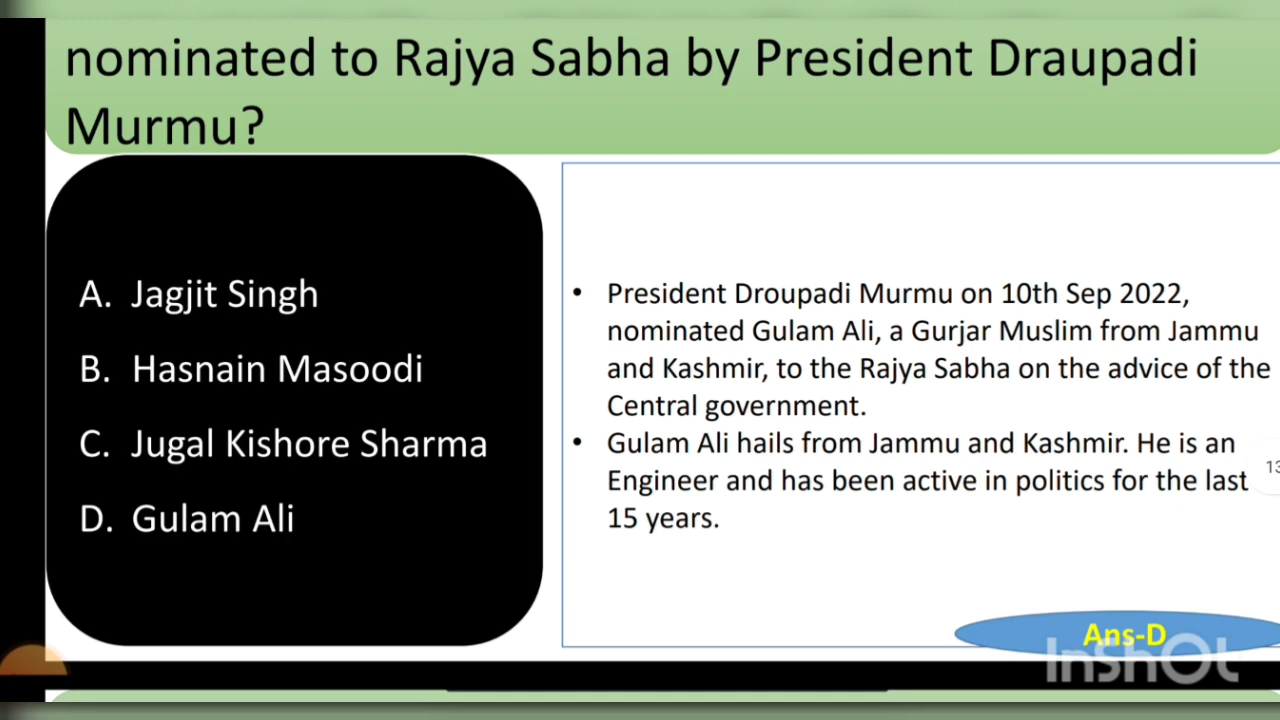 nominated to Rajya Sabha by President Draupadi
Murmu?
A. Jagjit Singh
B. Hasnain Masoodi
C. Jugal Kishore Sharma
D. Gulam Ali
• President Droupadi Murmu on 10th Sep 2022,
nominated Gulam Ali, a Gurjar Muslim from Jammu
and Kashmir, to the Rajya Sabha on the advice of the
Central government.
• Gulam Ali hails from Jammu and Kashmir. He is an
Engineer and has been active in politics for the last
15 years.
13
Ans-D
InShOt